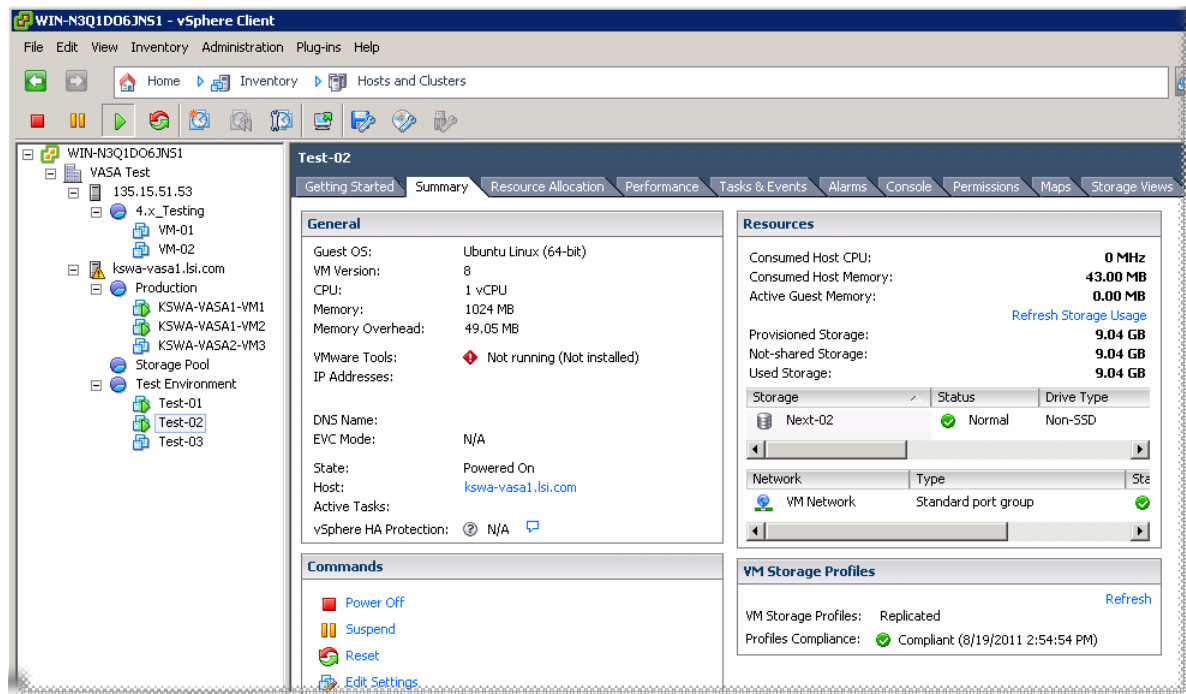 WIN-N3Q1DO6JNS1 - vSphere Client
File Edit View Inventory Administration Plug-ins Help
Home Inventory Hosts and Clusters
WIN-N3Q1DO6JNS1
VASA Test
135.15.51.53
4.x_Testing
VM-01
VM-02
kswa-vasa1.lsi.com
Production
KSWA-VASA1-VM1
KSWA-VASA1-VM2
KSWA-VASA2-VM3
Storage Pool
Test Environment
Test-01
Test-02
Test-03
Test-02
Getting Started Summary Resource Allocation Performance Tasks & Events Alarms Console Permissions Maps Storage Views
General
Guest OS: Ubuntu Linux (64-bit)
VM Version: 8
CPU: 1 vCPU
Memory: 1024 MB
Memory Overhead: 49.05 MB
VMware Tools: Not running (Not installed)
IP Addresses:
DNS Name:
EVC Mode: N/A
State: Powered On
Host: kswa-vasa1.lsi.com
Active Tasks:
vSphere HA Protection: N/A
Commands
Power Off
Suspend
Reset
Edit Settings
Resources
Consumed Host CPU: 0 MHz
Consumed Host Memory: 43.00 MB
Active Guest Memory: 0.00 MB
Refresh Storage Usage
Provisioned Storage: 9.04 GB
Not-shared Storage: 9.04 GB
Used Storage: 9.04 GB
Storage Status Drive Type
Next-02 Normal Non-SSD
Network Type Sta
VM Network Standard port group
VM Storage Profiles
Refresh
VM Storage Profiles: Replicated
Profiles Compliance: Compliant (8/19/2011 2:54:54 PM)